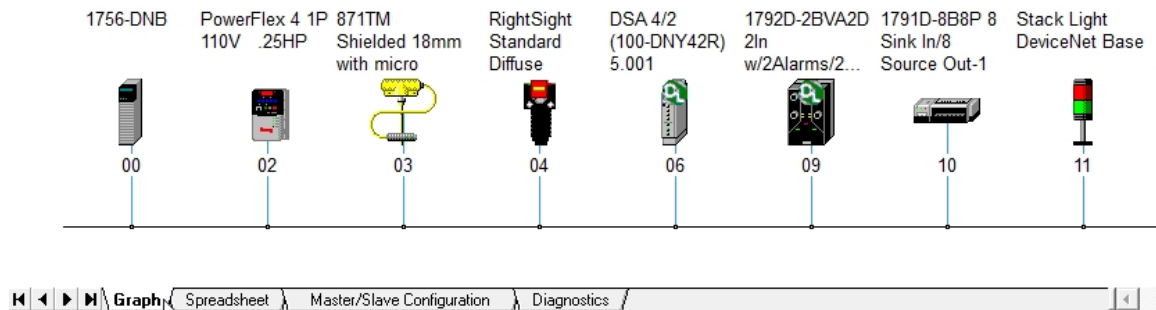 1756-DNB
PowerFlex 4 1P
110V .25HP
871TM
Shielded 18mm
with micro
RightSight
Standard
Diffuse
DSA 4/2
(100-DNY42R)
5.001
1792D-2BVA2D
2In
w/2Alarms/2...
1791D-8B8P 8
Sink In/8
Source Out-1
Stack Light
DeviceNet Base
00
02
03
04
06
09
10
11
Graph
Spreadsheet
Master/Slave Configuration
Diagnostics